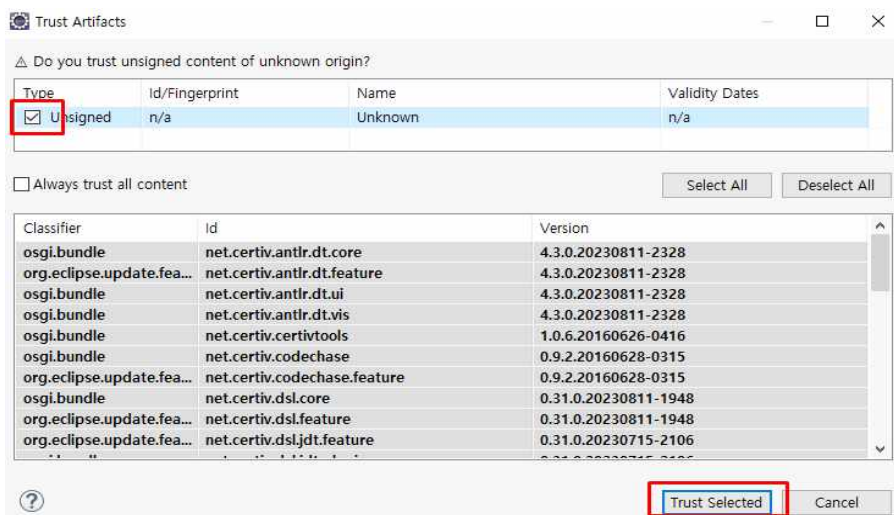 Trust Artifacts
Do you trust unsigned content of unknown origin?
Type Id/Fingerprint Name Validity Dates
Unsigned n/a Unknown n/a
Always trust all content Select All Deselect All
Classifier Id Version
osgi.bundle net.certiv.antlr.dt.core 4.3.0.20230811-2328
org.eclipse.update.fea... net.certiv.antlr.dt.feature 4.3.0.20230811-2328
osgi.bundle net.certiv.antlr.dt.ui 4.3.0.20230811-2328
osgi.bundle net.certiv.antlr.dt.vis 4.3.0.20230811-2328
osgi.bundle net.certiv.certivtools 1.0.6.20160626-0416
osgi.bundle net.certiv.codechase 0.9.2.20160628-0315
org.eclipse.update.fea... net.certiv.codechase.feature 0.9.2.20160628-0315
osgi.bundle net.certiv.dsl.core 0.31.0.20230811-1948
org.eclipse.update.fea... net.certiv.dsl.feature 0.31.0.20230811-1948
org.eclipse.update.fea... net.certiv.dsl.jdt.feature 0.31.0.20230715-2106
? Trust Selected Cancel